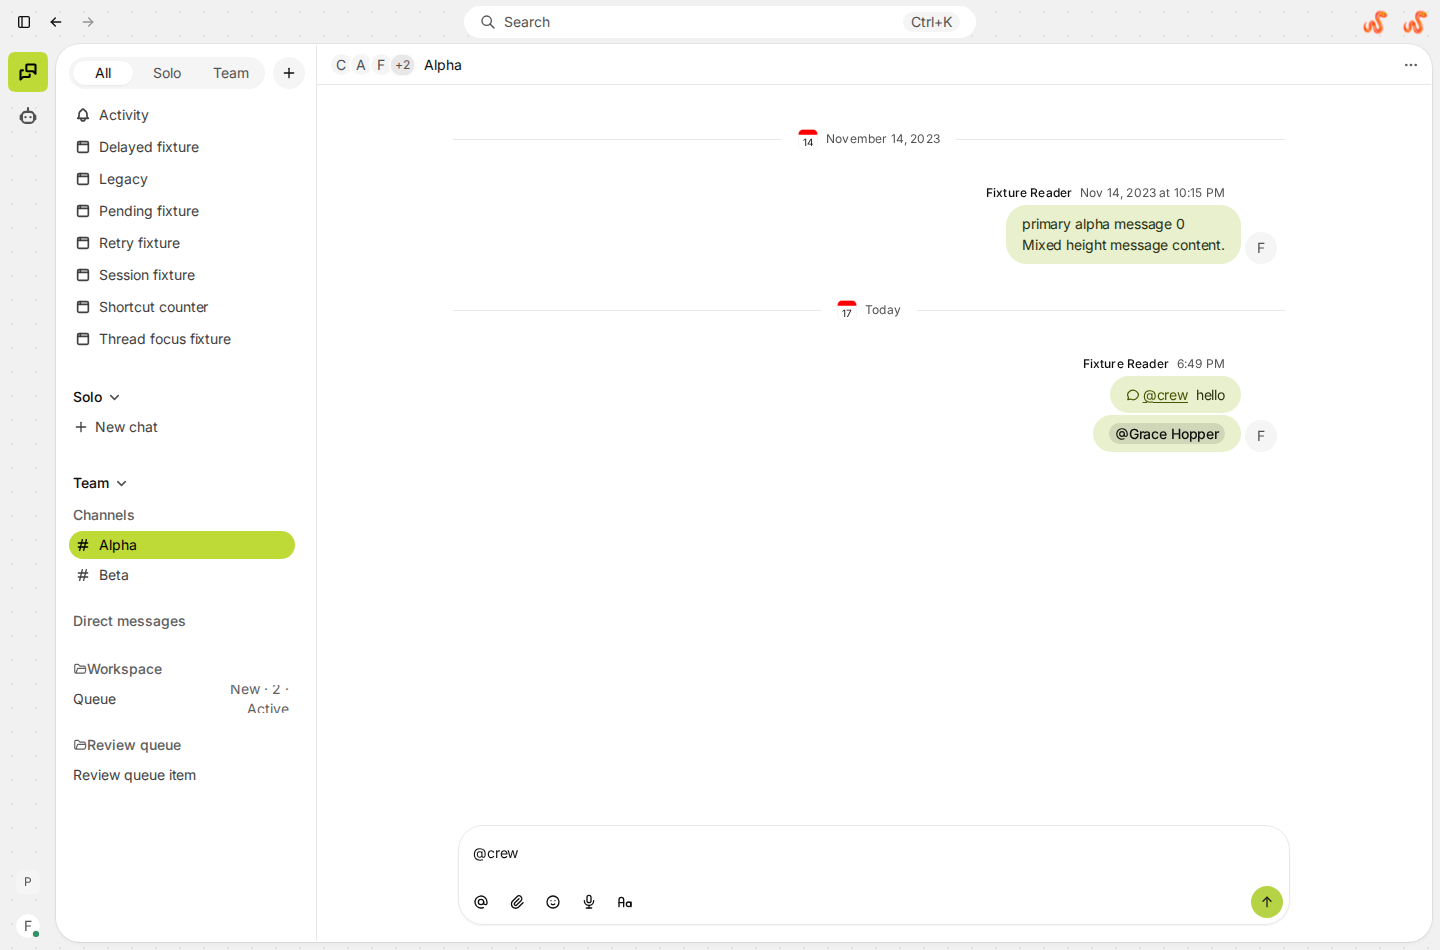 Search
Ctrl+K
All
Solo
Team
Activity
Delayed fixture
Legacy
Pending fixture
Retry fixture
Session fixture
Shortcut counter
Thread focus fixture
Solo
New chat
Team
Channels
# Alpha
# Beta
Direct messages
Workspace
Queue
New · 2 ·
Active
Review queue
Review queue item
P
F
C A F +2 Alpha
14 November 14, 2023
Fixture Reader Nov 14, 2023 at 10:15 PM
primary alpha message 0
Mixed height message content.
F
17 Today
Fixture Reader 6:49 PM
@crew hello
@Grace Hopper
F
@crew
Aa